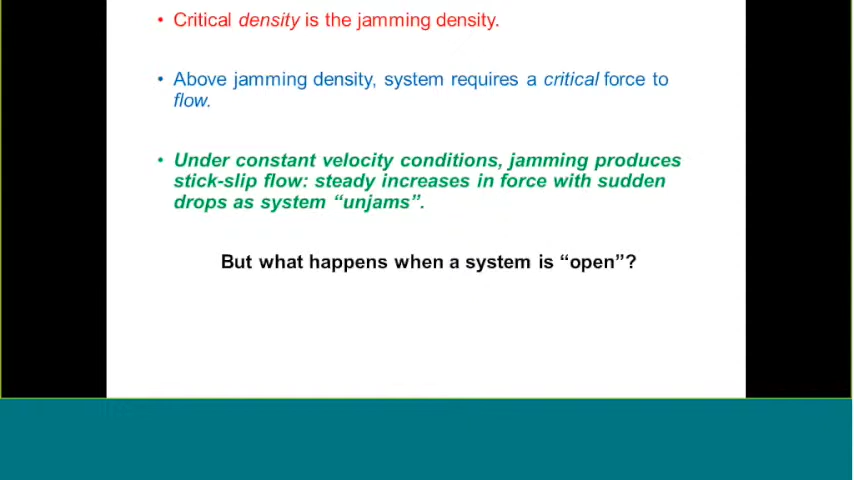 • Critical density is the jamming density.
• Above jamming density, system requires a critical force to
flow.
• Under constant velocity conditions, jamming produces
stick-slip flow: steady increases in force with sudden
drops as system “unjams”.
But what happens when a system is “open”?